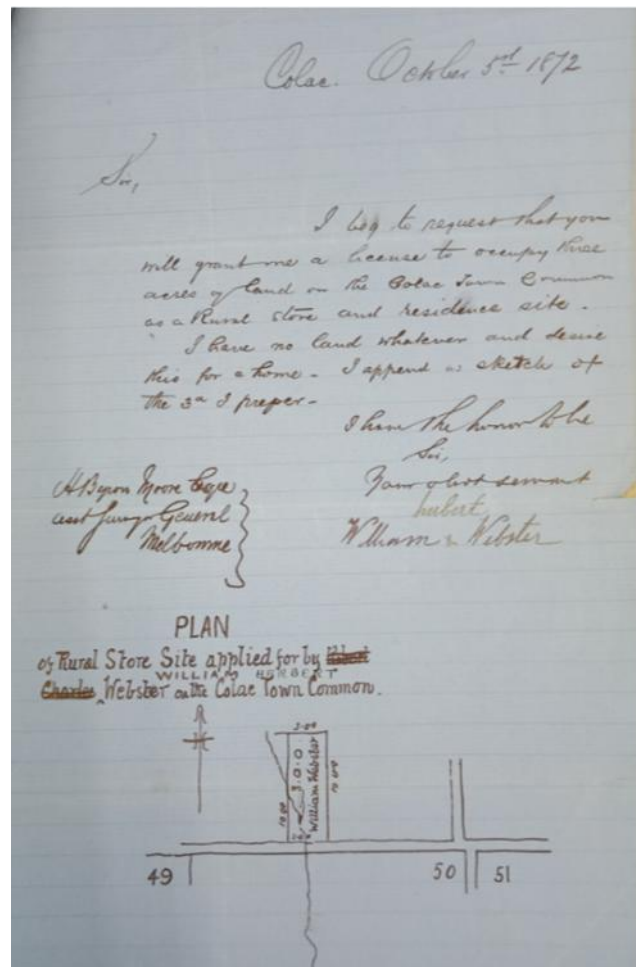 Colac. October 3rd 1872
Sir,
I beg to request that you
will grant me a license to occupy three
acres of land on the Colac Town Common
as a Rural Store and residence site.
I have no land whatever and desire
this for a home - I append a sketch of
the 3a I prefer -
I have the honor to be
Sir,
Your obdt servant
hubert
William Webster
H Byron Moore Esqre
Asst Surveyor General
Melbourne
PLAN
of Rural Store Site applied for by
WILLIAM HERBERT
Charles Webster on the Colac Town Common.
3.0.0
William Webster
49
50
51